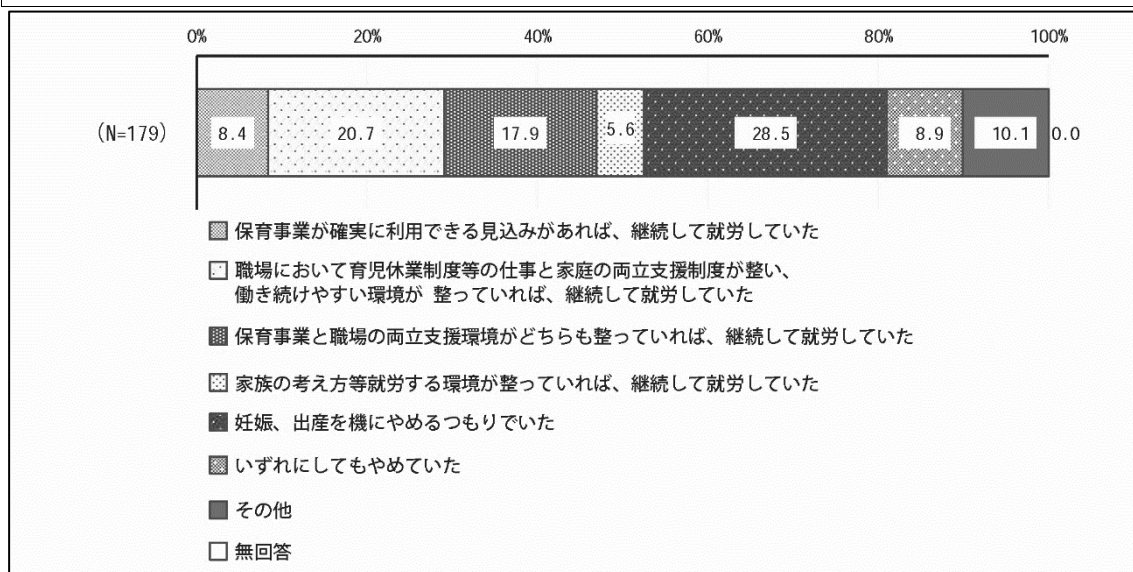 0% 20% 40% 60% 80% 100%
(N=179) 8.4 20.7 17.9 5.6 28.5 8.9 10.1 0.0
保育事業が確実に利用できる見込みがあれば、継続して就労していた
職場において育児休業制度等の仕事と家庭の両立支援制度が整い、
働き続けやすい環境が 整っていれば、継続して就労していた
保育事業と職場の両立支援環境がどちらも整っていれば、継続して就労していた
家族の考え方等就労する環境が整っていれば、継続して就労していた
妊娠、出産を機にやめるつもりでいた
いずれにしてもやめていた
その他
無回答